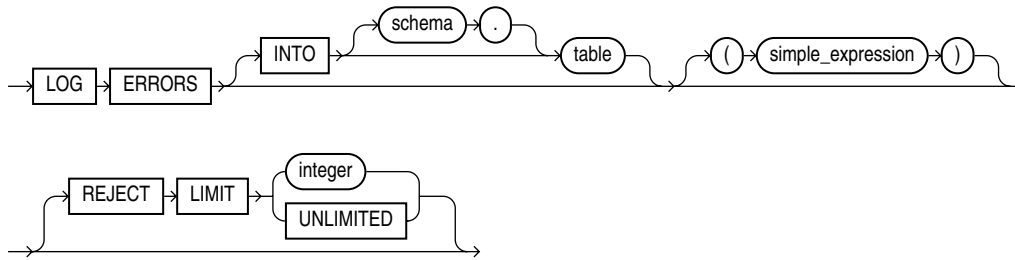 schema .
INTO table ( simple_expression )
LOG ERRORS
integer
REJECT LIMIT
UNLIMITED